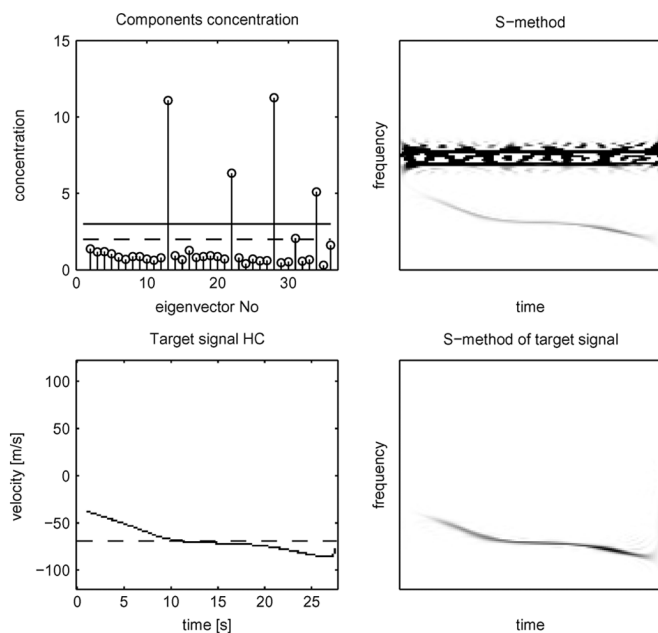 Components concentration
15
10
5
0
concentration
0 10 20 30
eigenvector No
S−method
frequency
time
Target signal HC
100
50
0
−50
−100
velocity [m/s]
0 5 10 15 20 25
time [s]
S−method of target signal
frequency
time